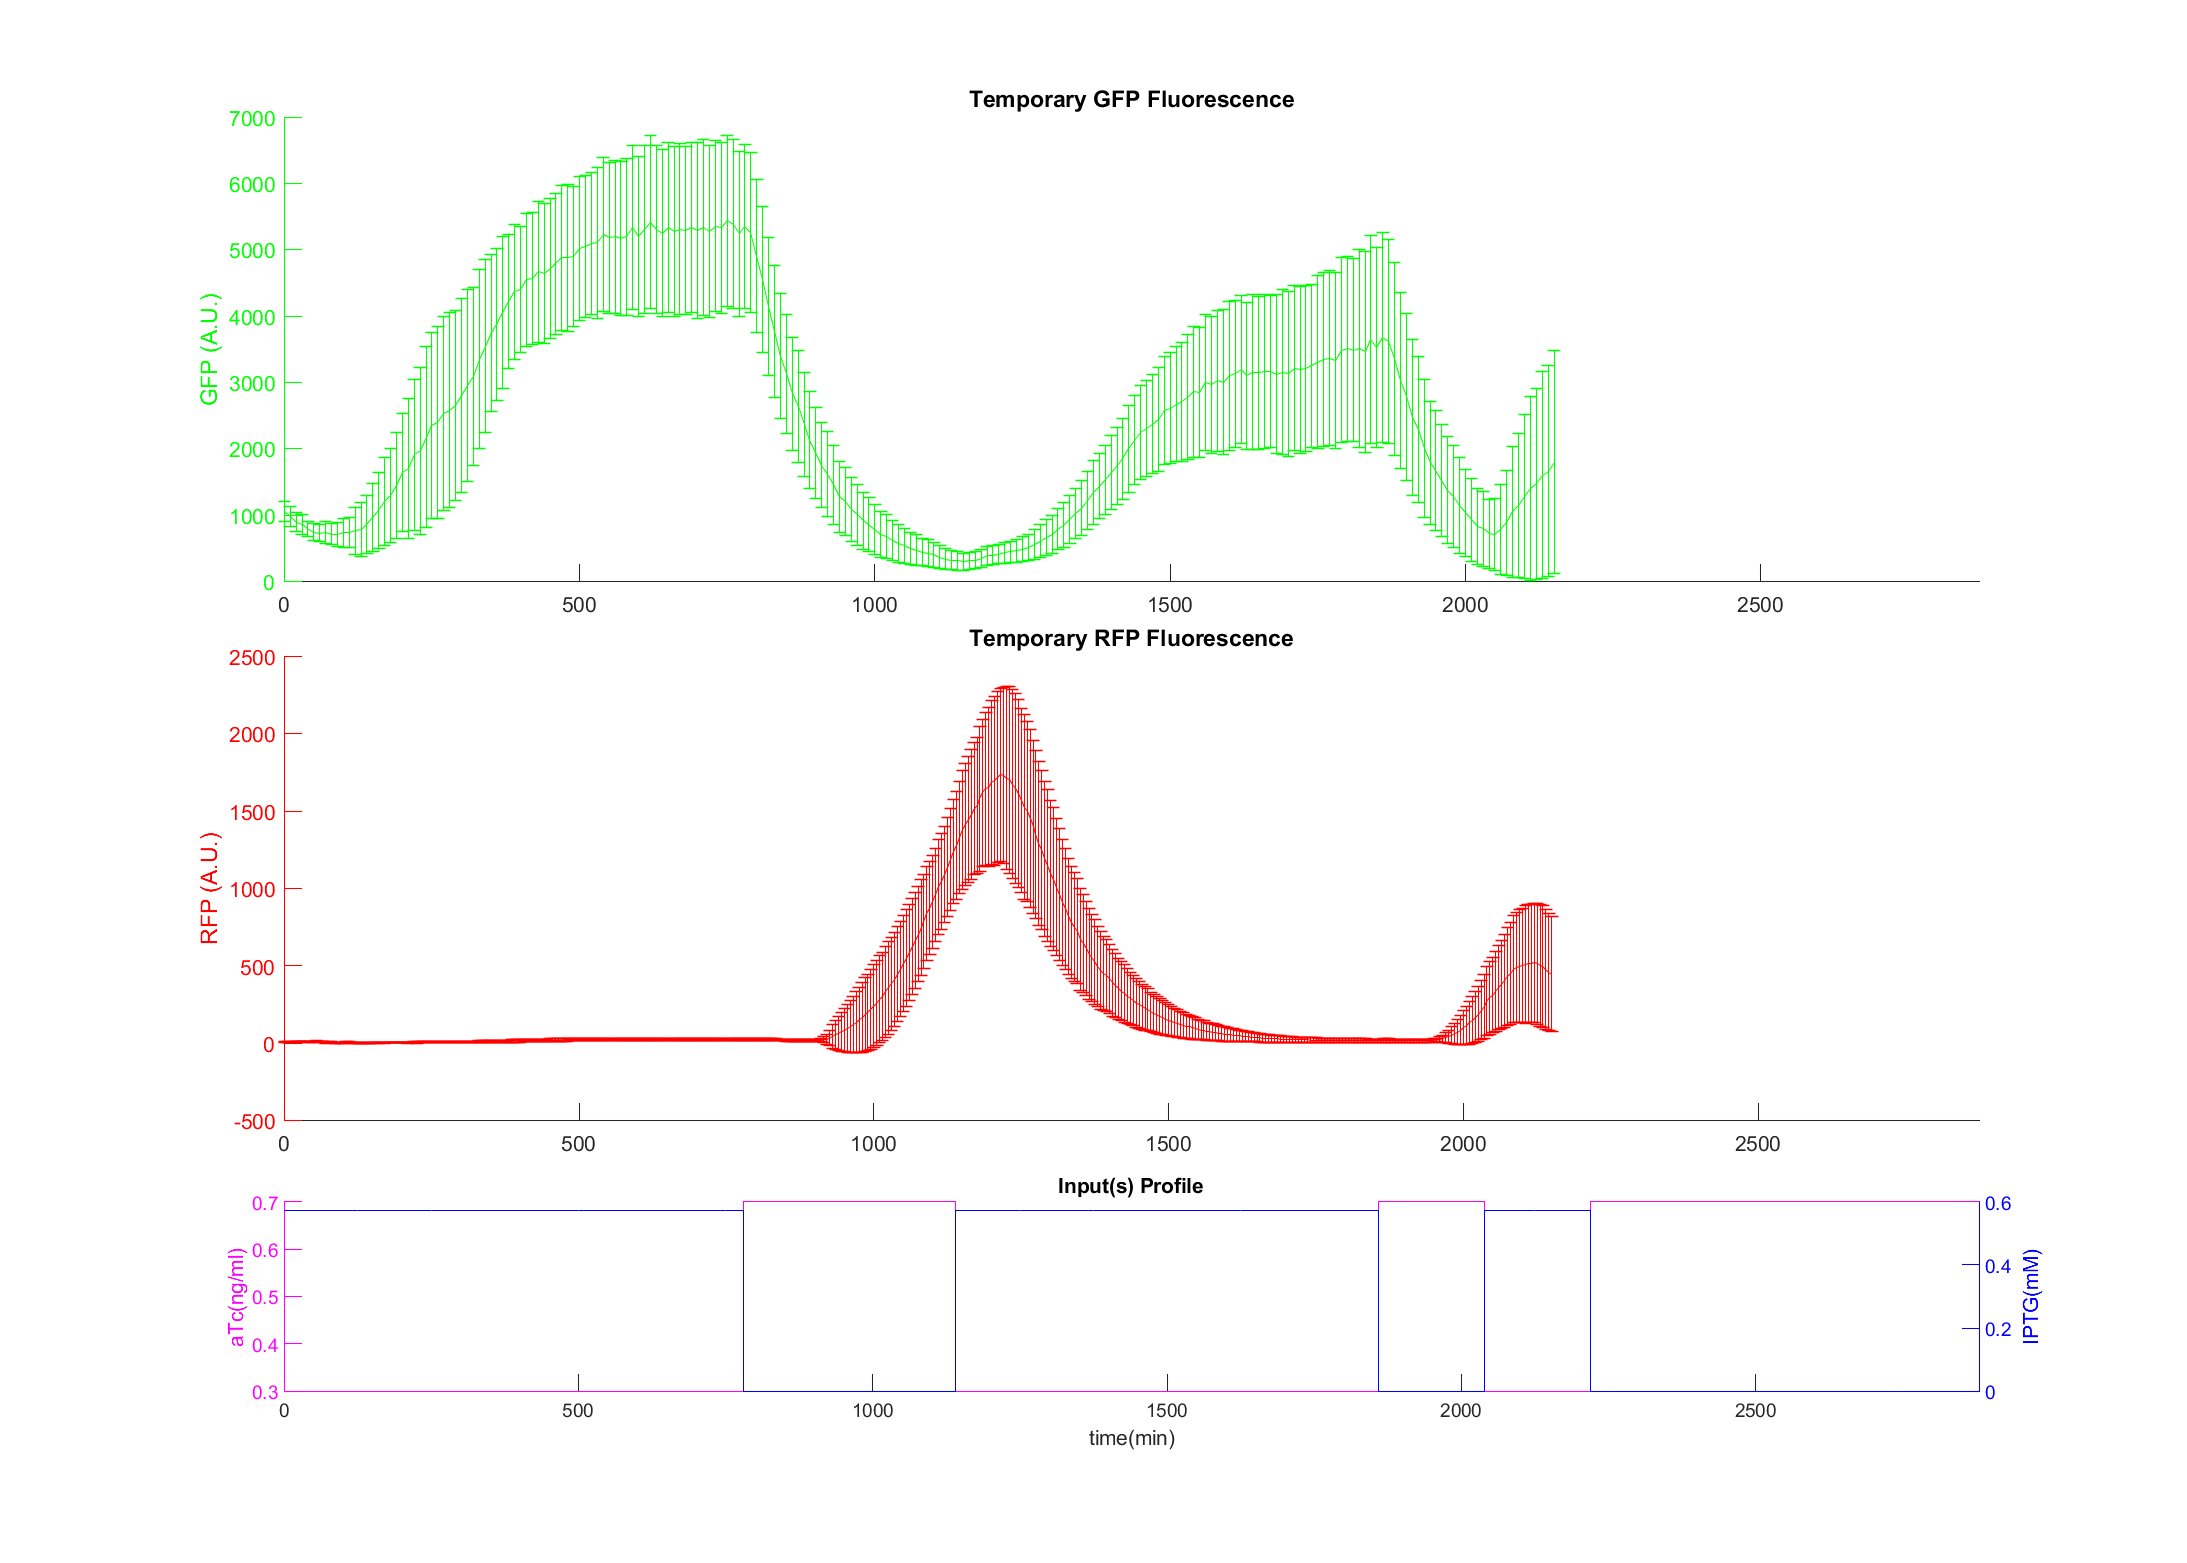 Temporary GFP Fluorescence
7000
6000
5000
4000
3000
2000
1000
0
GFP (A.U.)
0 500 1000 1500 2000 2500
Temporary RFP Fluorescence
2500
2000
1500
1000
500
0
-500
RFP (A.U.)
0 500 1000 1500 2000 2500
Input(s) Profile
0.7
0.6
0.5
0.4
0.3
aTc(ng/ml)
0.6
0.4
0.2
0
IPTG(mM)
0 500 1000 1500 2000 2500
time(min)